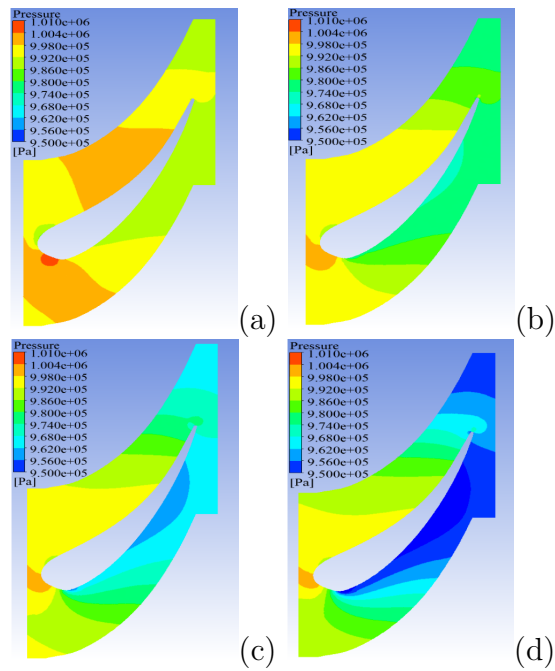 Pressure
1.010e+06
1.004e+06
9.980e+05
9.920e+05
9.860e+05
9.800e+05
9.740e+05
9.680e+05
9.620e+05
9.560e+05
9.500e+05
[Pa]
(a)
Pressure
1.010e+06
1.004e+06
9.980e+05
9.920e+05
9.860e+05
9.800e+05
9.740e+05
9.680e+05
9.620e+05
9.560e+05
9.500e+05
[Pa]
(b)
Pressure
1.010e+06
1.004e+06
9.980e+05
9.920e+05
9.860e+05
9.800e+05
9.740e+05
9.680e+05
9.620e+05
9.560e+05
9.500e+05
[Pa]
(c)
Pressure
1.010e+06
1.004e+06
9.980e+05
9.920e+05
9.860e+05
9.800e+05
9.740e+05
9.680e+05
9.620e+05
9.560e+05
9.500e+05
[Pa]
(d)